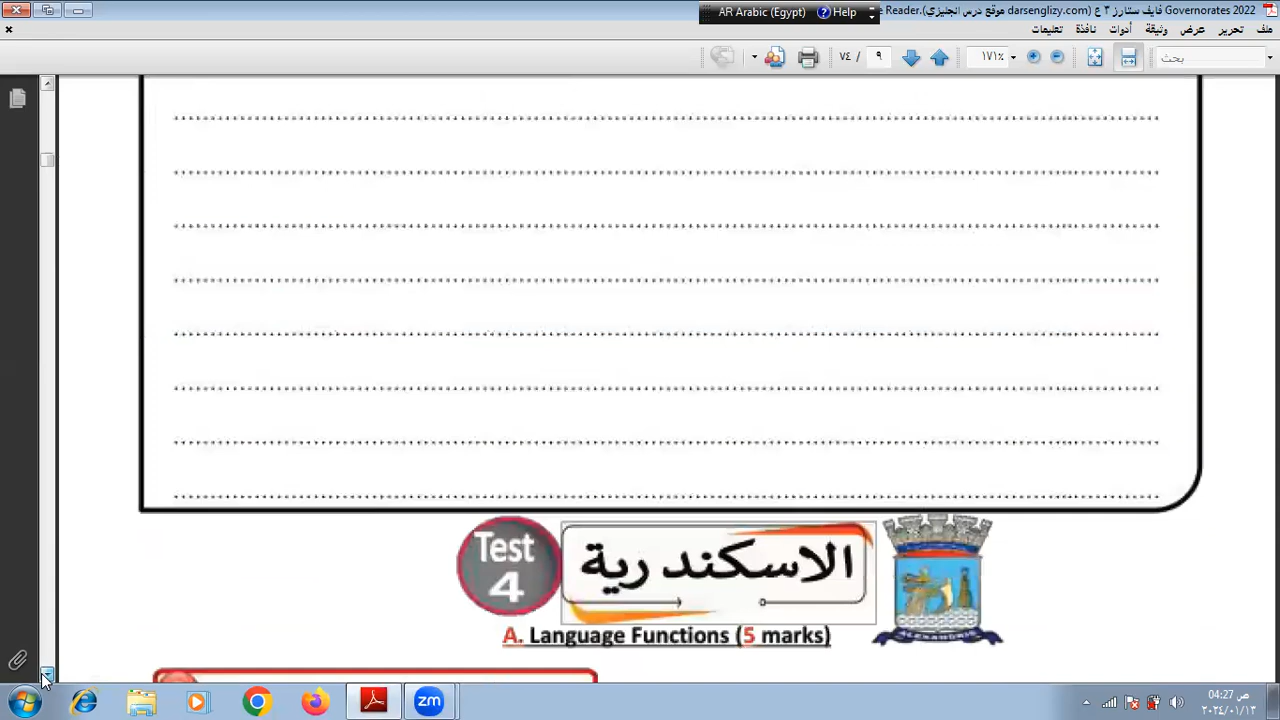 Governorates 2022 فايف ستارز ٣ ع (darsenglizy.com موقع درس انجليزي).
e Reader
AR Arabic (Egypt) Help
ملف تحرير عرض وثيقة أدوات نافذة تعليمات
٧٤ / ٩ ١٧١٪ بحث
Test
4
الاسكندرية
A. Language Functions (5 marks)
zm
04:27 ص
٢٠٢٤/٠١/١٣